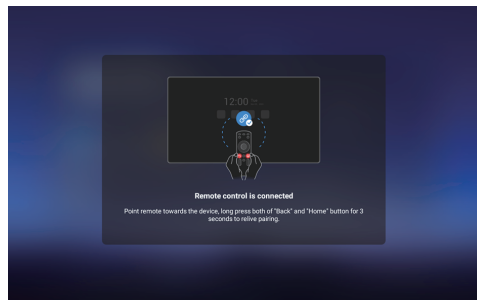 12:00
Remote control is connected
Point remote towards the device, long press both of "Back" and "Home" button for 3
seconds to relive pairing.